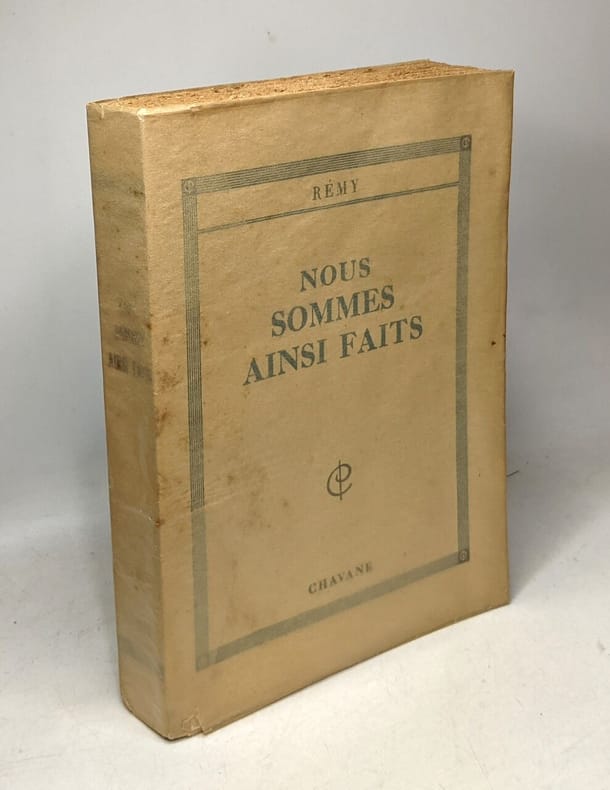 RÉMY
NOUS
SOMMES
AINSI FAITS
CHAVANE